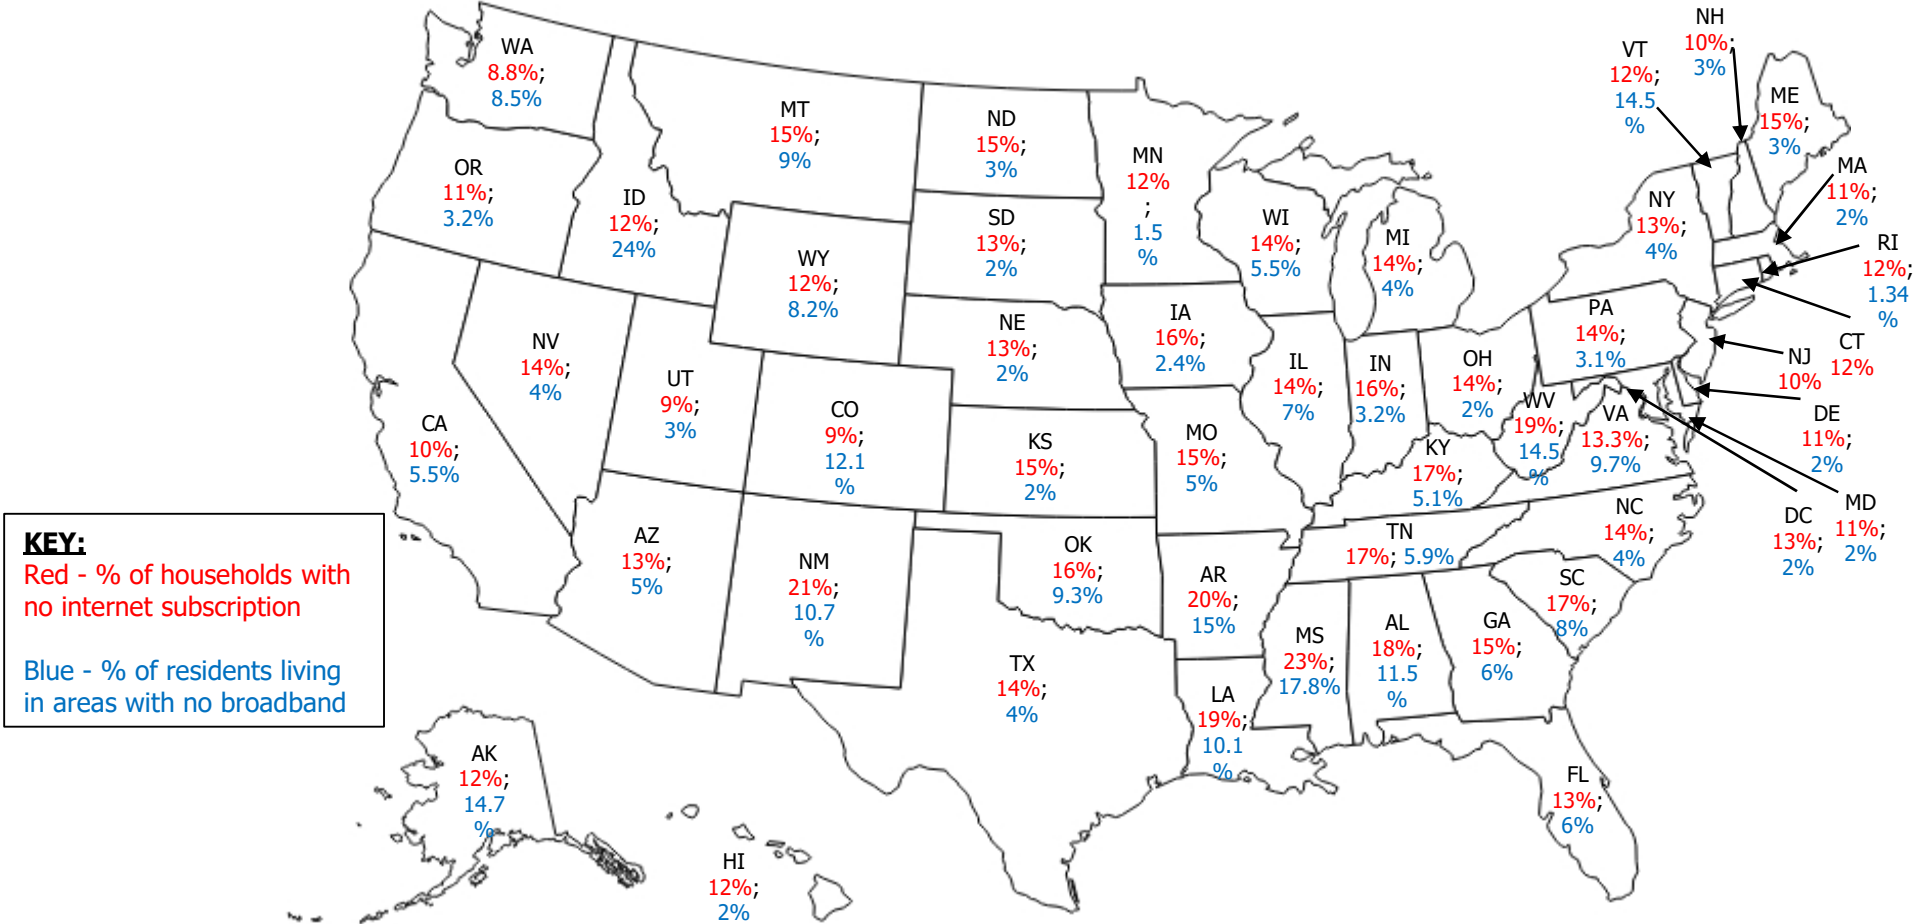 WA
8.8%;
8.5%
OR
11%;
3.2%
ID
12%;
24%
MT
15%;
9%
WY
12%;
8.2%
ND
15%;
3%
SD
13%;
2%
NE
13%;
2%
KS
15%;
2%
MN
12%
;
1.5
%
IA
16%;
2.4%
WI
14%;
5.5%
MI
14%;
4%
IL
14%;
7%
IN
16%;
3.2%
OH
14%;
2%
MO
15%;
5%
KY
17%;
5.1%
WV
19%;
14.5
%
VA
13.3%;
9.7%
PA
14%;
3.1%
NY
13%;
4%
VT
12%;
14.5
%
NH
10%;
3%
ME
15%;
3%
MA
11%;
2%
RI
12%;
1.34
%
CT
12%
NJ
10%
DE
11%;
2%
MD
11%;
2%
DC
13%;
2%
NC
14%;
4%
SC
17%;
8%
TN
17%; 5.9%
GA
15%;
6%
AL
18%;
11.5
%
MS
23%;
17.8%
AR
20%;
15%
LA
19%;
10.1
%
FL
13%;
6%
OK
16%;
9.3%
TX
14%;
4%
NM
21%;
10.7
%
AZ
13%;
5%
CO
9%;
12.1
%
UT
9%;
3%
NV
14%;
4%
CA
10%;
5.5%
AK
12%;
14.7
%
HI
12%;
2%
KEY:
Red - % of households with
no internet subscription
Blue - % of residents living
in areas with no broadband